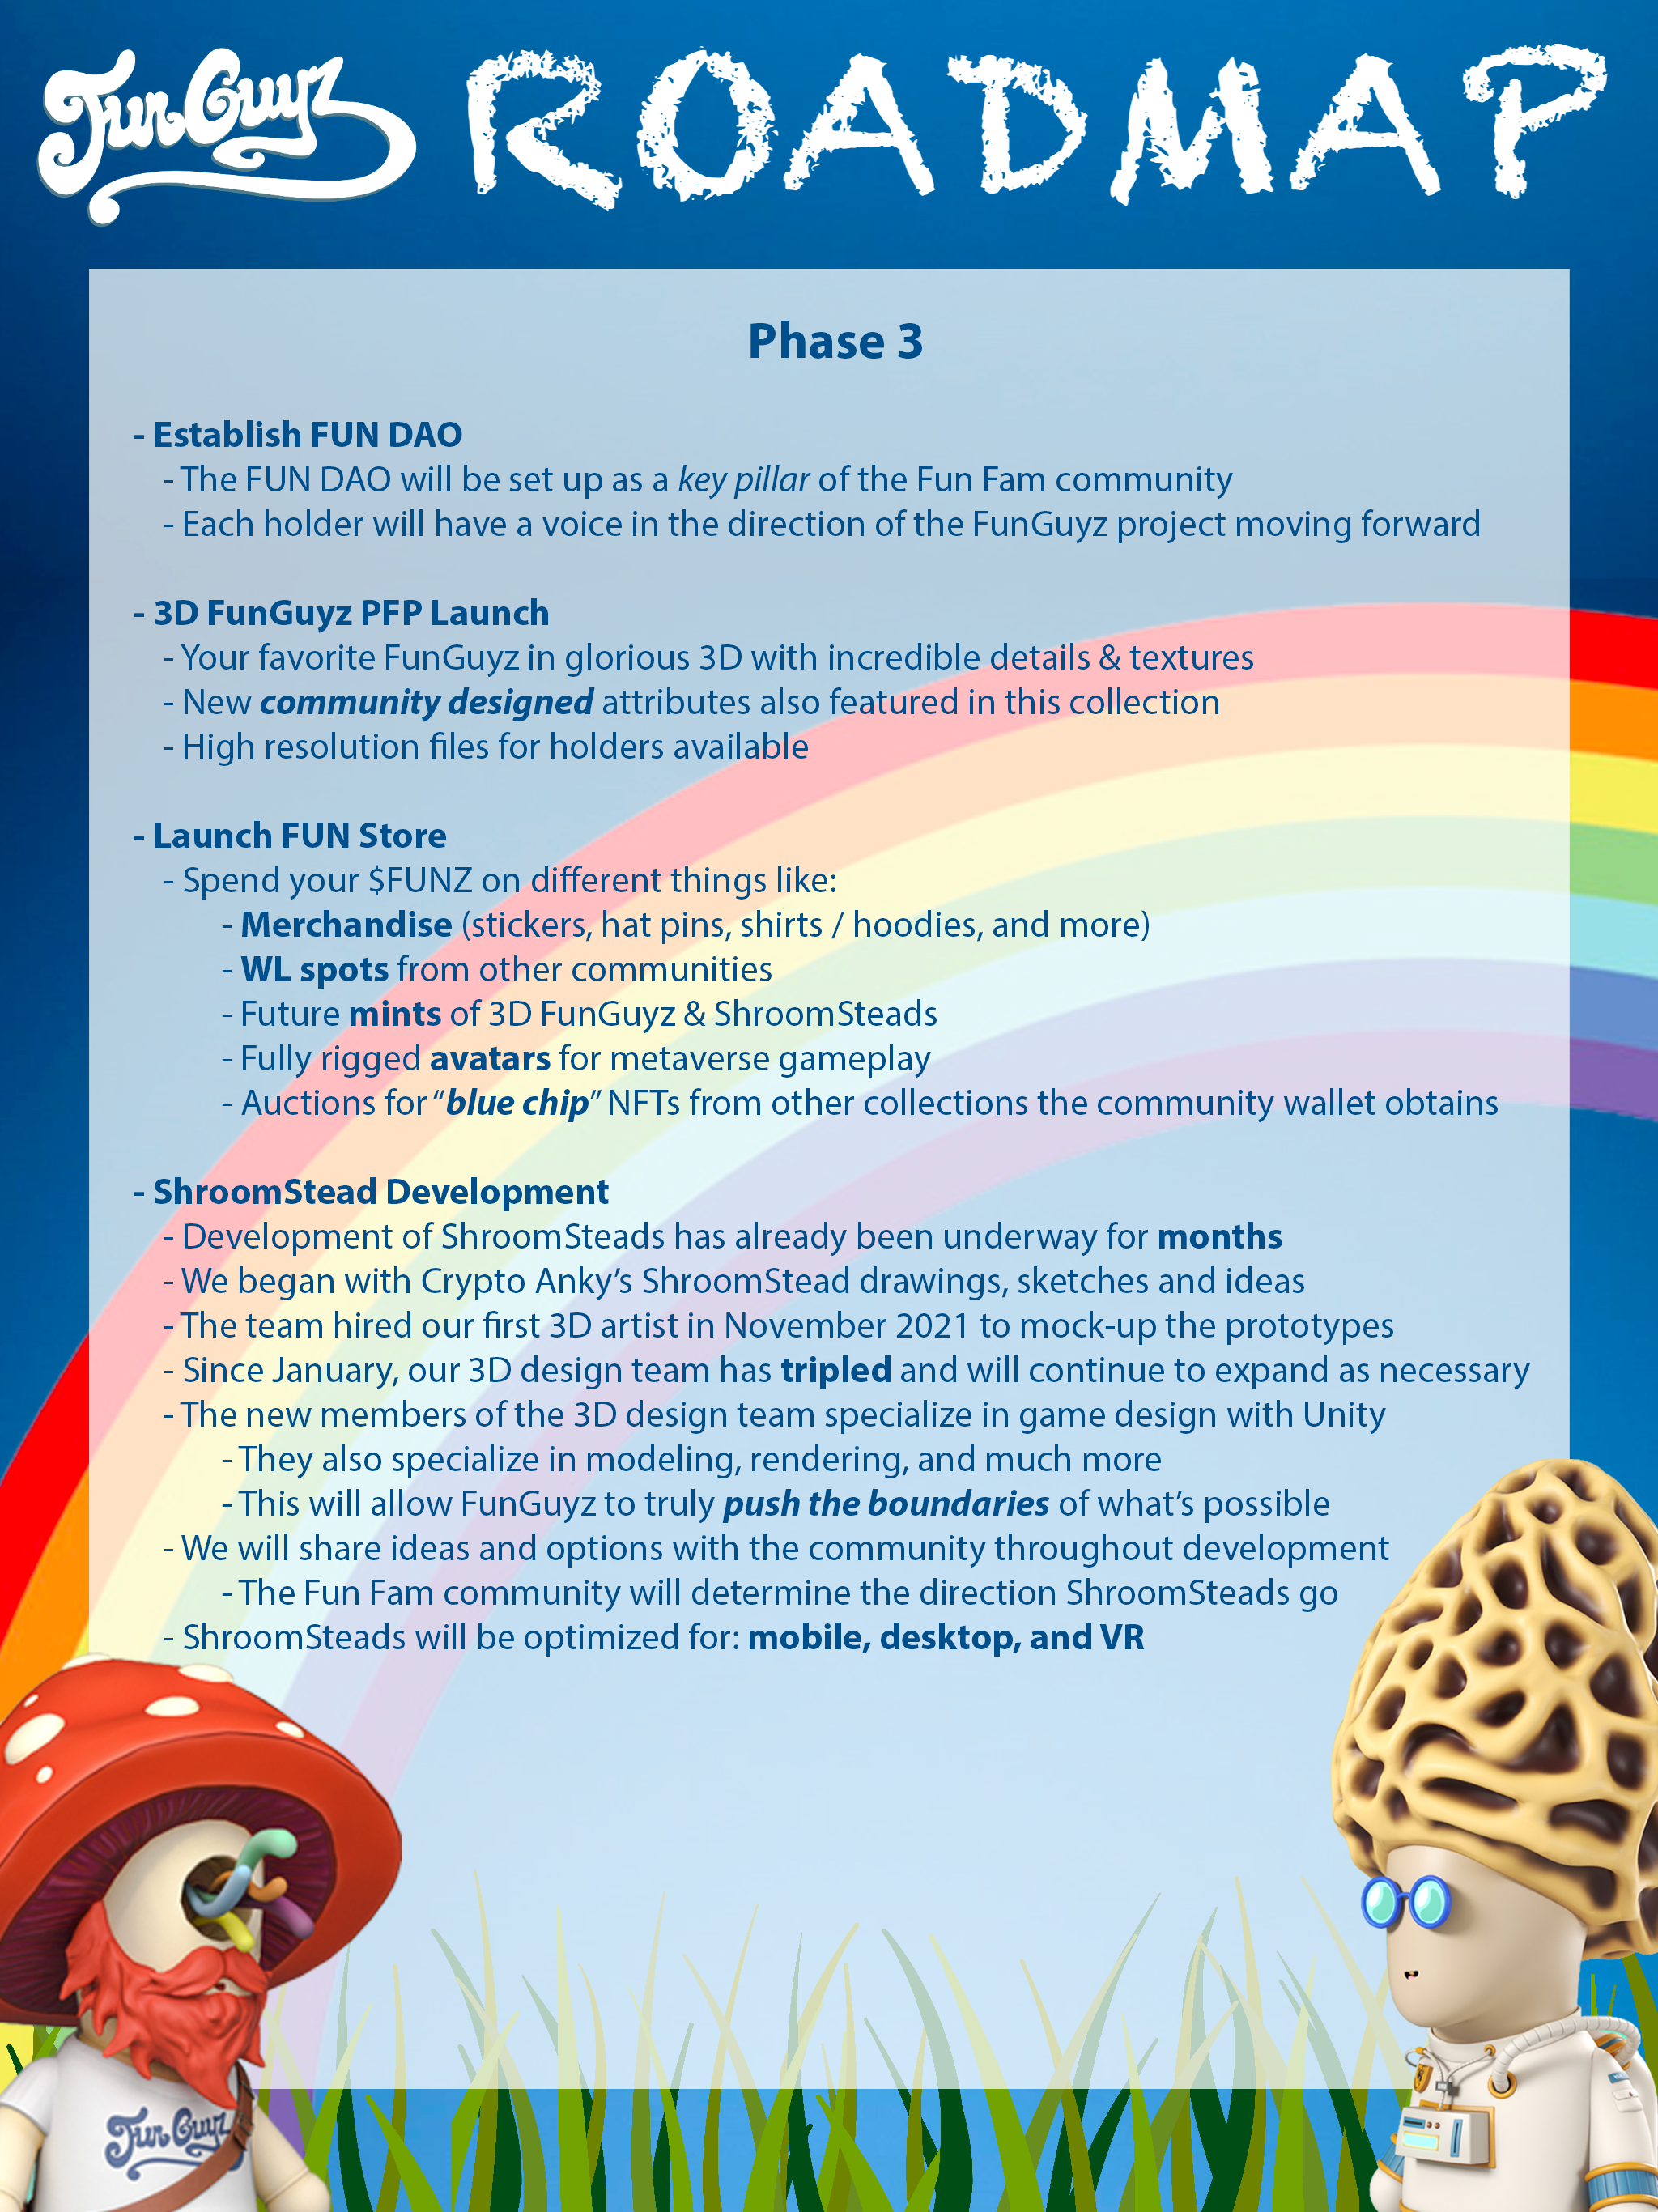 FunGuyz ROADMAP
Phase 3
- Establish FUN DAO
- The FUN DAO will be set up as a key pillar of the Fun Fam community
- Each holder will have a voice in the direction of the FunGuyz project moving forward
- 3D FunGuyz PFP Launch
- Your favorite FunGuyz in glorious 3D with incredible details & textures
- New community designed attributes also featured in this collection
- High resolution files for holders available
- Launch FUN Store
- Spend your $FUNZ on different things like:
- Merchandise (stickers, hat pins, shirts / hoodies, and more)
- WL spots from other communities
- Future mints of 3D FunGuyz & ShroomSteads
- Fully rigged avatars for metaverse gameplay
- Auctions for “blue chip” NFTs from other collections the community wallet obtains
- ShroomStead Development
- Development of ShroomSteads has already been underway for months
- We began with Crypto Anky’s ShroomStead drawings, sketches and ideas
- The team hired our first 3D artist in November 2021 to mock-up the prototypes
- Since January, our 3D design team has tripled and will continue to expand as necessary
- The new members of the 3D design team specialize in game design with Unity
- They also specialize in modeling, rendering, and much more
- This will allow FunGuyz to truly push the boundaries of what’s possible
- We will share ideas and options with the community throughout development
- The Fun Fam community will determine the direction ShroomSteads go
- ShroomSteads will be optimized for: mobile, desktop, and VR
FunGuyz